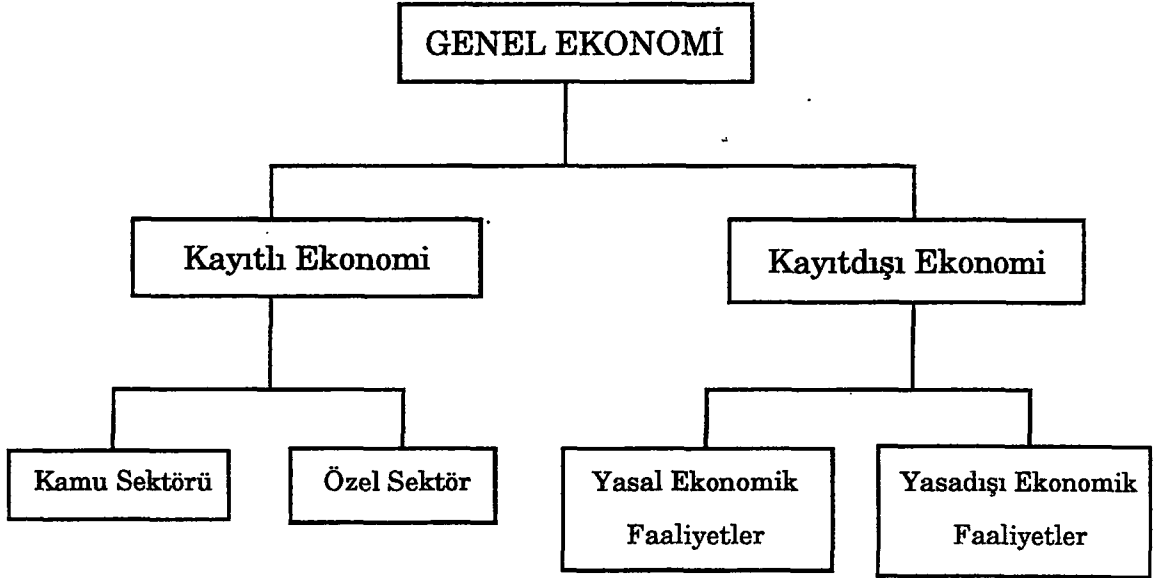 GENEL EKONOMİ
Kayıtlı Ekonomi
Kayıtdışı Ekonomi
Kamu Sektörü
Özel Sektör
Yasal Ekonomik
Faaliyetler
Yasadışı Ekonomik
Faaliyetler